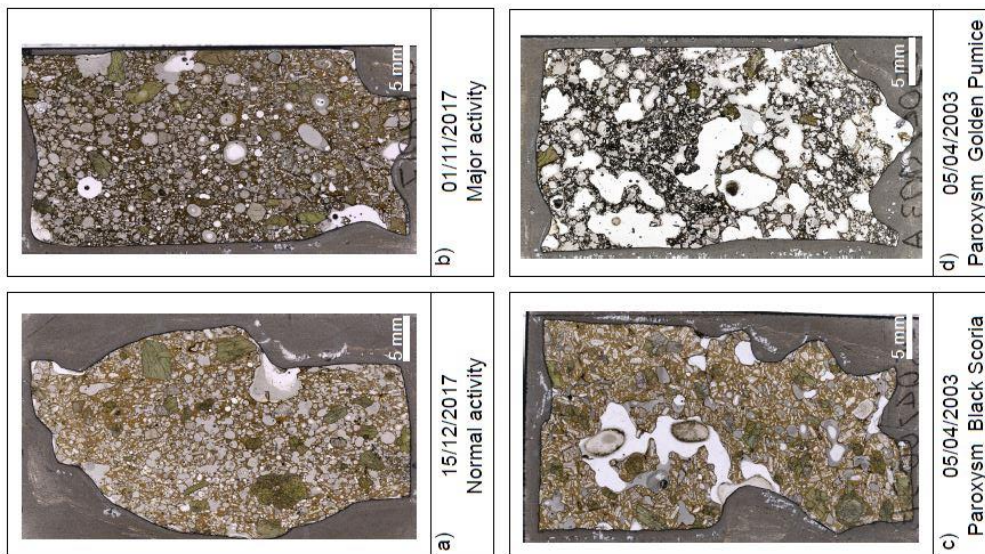 a)
15/12/2017
Normal activity
5 mm
b)
01/11/2017
Major activity
5 mm
c)
05/04/2003
Paroxysm Black Scoria
5 mm
d)
05/04/2003
Paroxysm Golden Pumice
5 mm